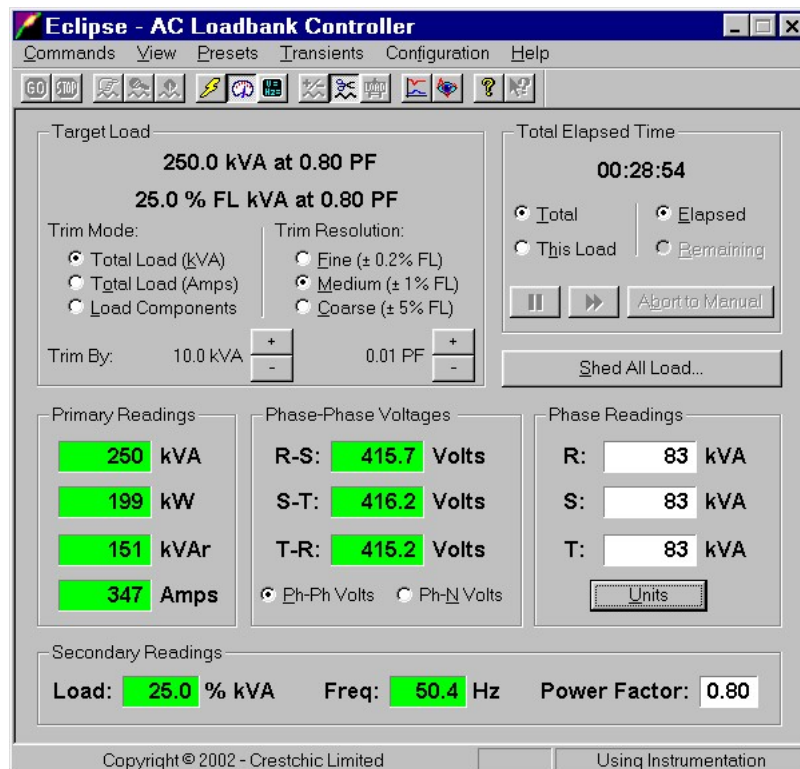 Eclipse - AC Loadbank Controller
Commands View Presets Transients Configuration Help
GO STOP
Target Load
250.0 kVA at 0.80 PF
25.0 % FL kVA at 0.80 PF
Trim Mode:
Total Load (kVA)
Total Load (Amps)
Load Components
Trim Resolution:
Fine (± 0.2% FL)
Medium (± 1% FL)
Coarse (± 5% FL)
Trim By: 10.0 kVA + - 0.01 PF + -
Total Elapsed Time
00:28:54
Total
This Load
Elapsed
Remaining
Abort to Manual
Shed All Load...
Primary Readings
250 kVA
199 kW
151 kVAr
347 Amps
Phase-Phase Voltages
R-S: 415.7 Volts
S-T: 416.2 Volts
T-R: 415.2 Volts
Ph-Ph Volts Ph-N Volts
Phase Readings
R: 83 kVA
S: 83 kVA
T: 83 kVA
Units
Secondary Readings
Load: 25.0 % kVA Freq: 50.4 Hz Power Factor: 0.80
Copyright © 2002 - Crestchic Limited
Using Instrumentation